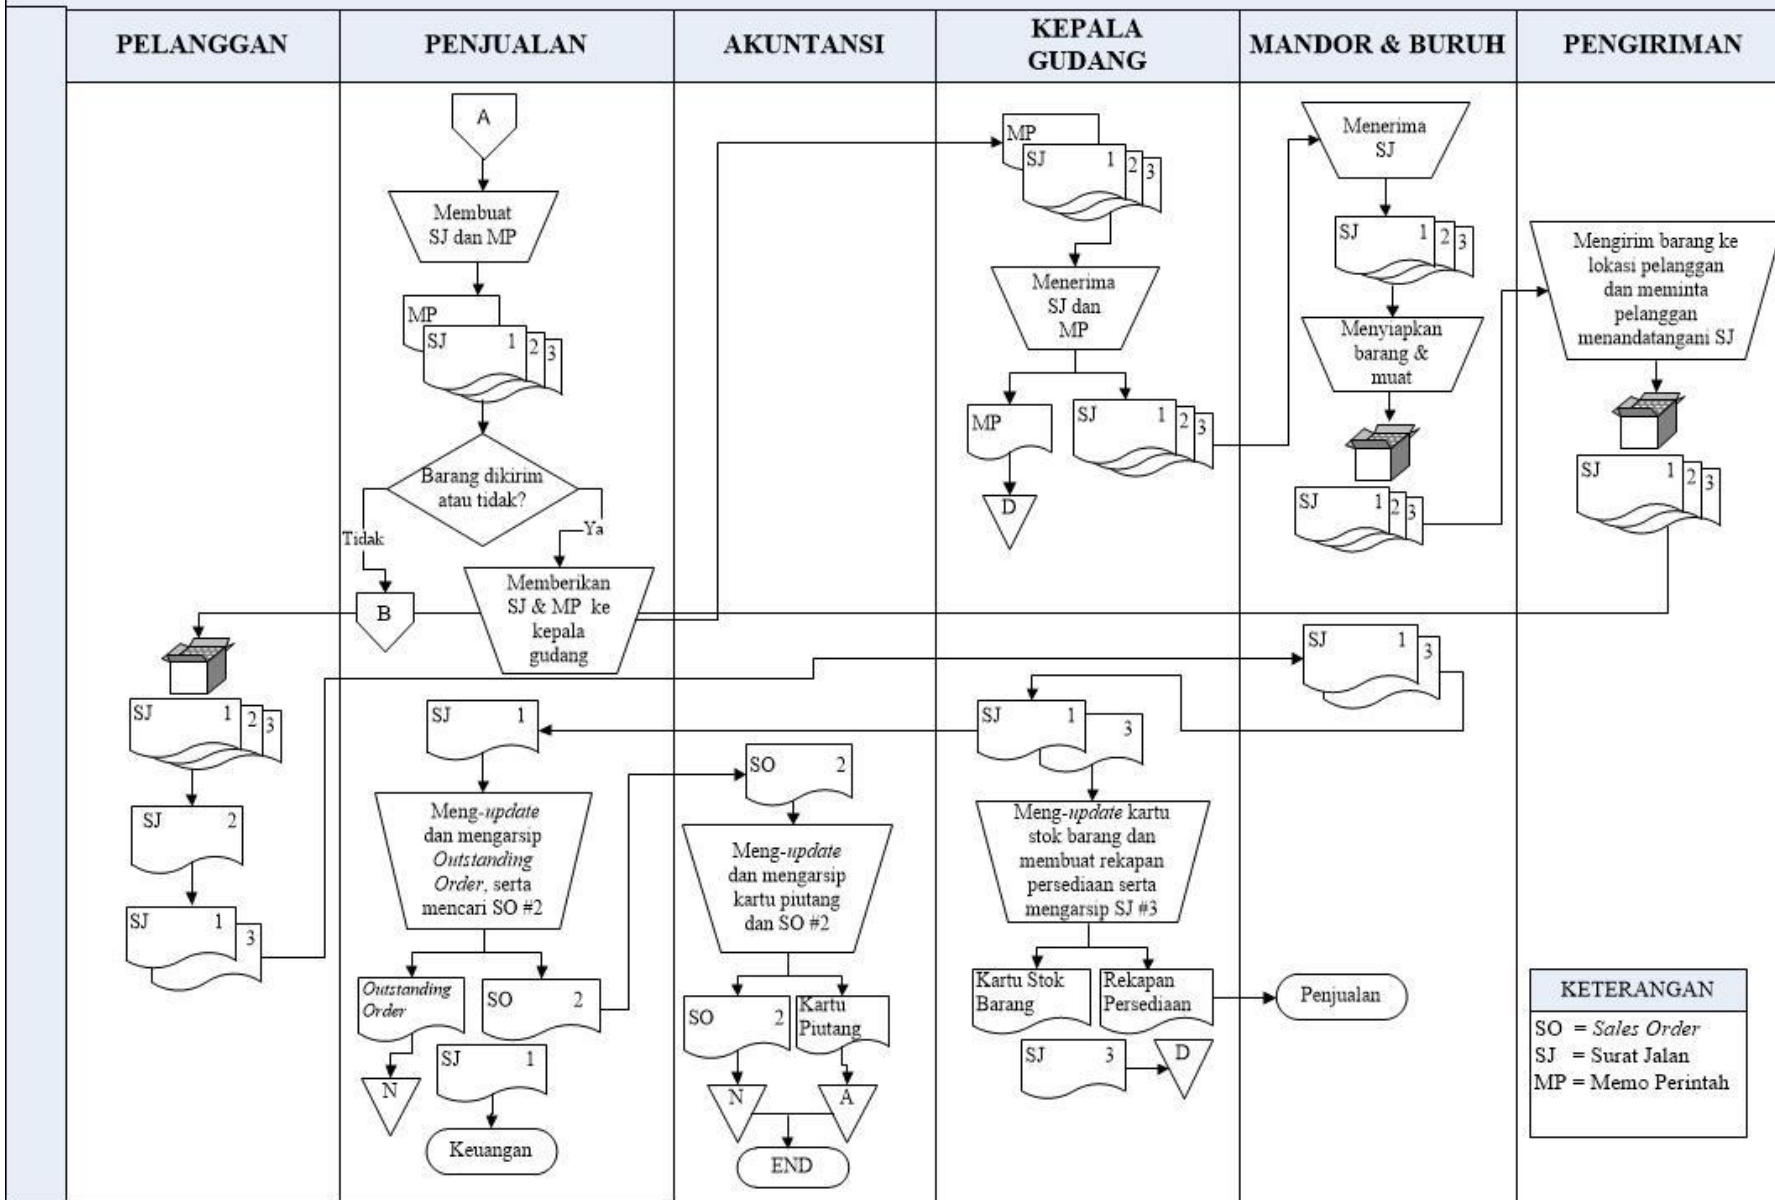 PELANGGAN
PENJUALAN
AKUNTANSI
KEPALA
GUDANG
MANDOR & BURUH
PENGIRIMAN
A
Membuat
SJ dan MP
MP
SJ 1 2 3
Barang dikirim
atau tidak?
Tidak
Ya
B
Memberikan
SJ & MP ke
kepala
gudang
MP
SJ 1 2 3
Menerima
SJ dan
MP
MP
SJ 1 2 3
D
Menerima
SJ
SJ 1 2 3
Menyiapkan
barang &
muat
SJ 1 2 3
Mengirim barang ke
lokasi pelanggan
dan meminta
pelanggan
menandatangani SJ
SJ 1 2 3
SJ 1 2 3
SJ 2
SJ 1 3
SJ 1 3
SJ 1 3
SJ 1
Meng-update
dan mengarsip
Outstanding
Order, serta
mencari SO #2
Outstanding
Order
SO 2
N
SJ 1
Keuangan
SO 2
Meng-update
dan mengarsip
kartu piutang
dan SO #2
SO 2
Kartu
Piutang
N
A
END
Meng-update kartu
stok barang dan
membuat rekapan
persediaan serta
mengarsip SJ #3
Kartu Stok
Barang
Rekapan
Persediaan
Penjualan
SJ 3
D
KETERANGAN
SO = Sales Order
SJ = Surat Jalan
MP = Memo Perintah